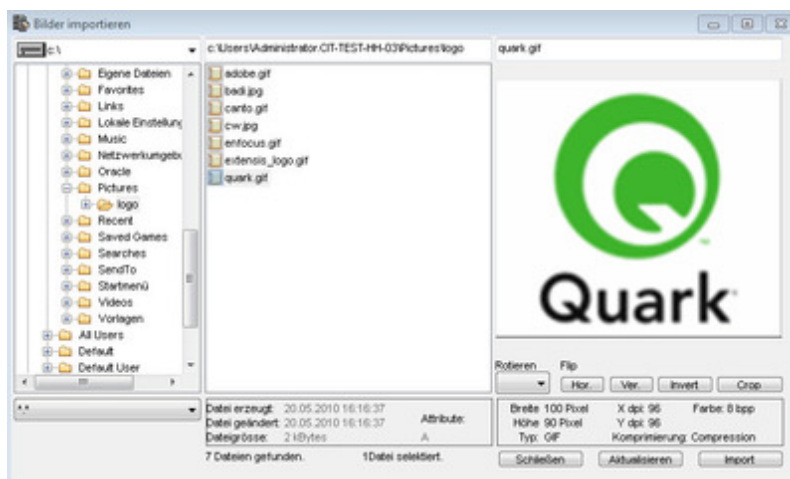 Bilder importieren
c:\
c:\Users\Administrator.CIT-TEST-HH-03\Pictures\logo
quark.gif
Eigene Dateien
Favorites
Links
Lokale Einstellung
Music
Netzwerkumgebu
Oracle
Pictures
logo
Recent
Saved Games
Searches
SendTo
Startmenü
Videos
Vorlagen
All Users
Default
Default User
adobe.gif
badi.jpg
canto.gif
cw.jpg
enfocus.gif
extensis_logo.gif
quark.gif
Quark
TM
Rotieren Flip
Hor. Ver. Invert Crop
*.*
Datei erzeugt: 20.05.2010 16:16:37
Datei geändert: 20.05.2010 16:16:37
Dateigrösse: 2 kBytes
Attribute:
A
Breite 100 Pixel X dpi: 96 Farbe: 8 bpp
Höhe 90 Pixel Y dpi: 96
Typ: GIF Komprimierung: Compression
7 Dateien gefunden. 1Datei selektiert.
Schließen Aktualisieren Import